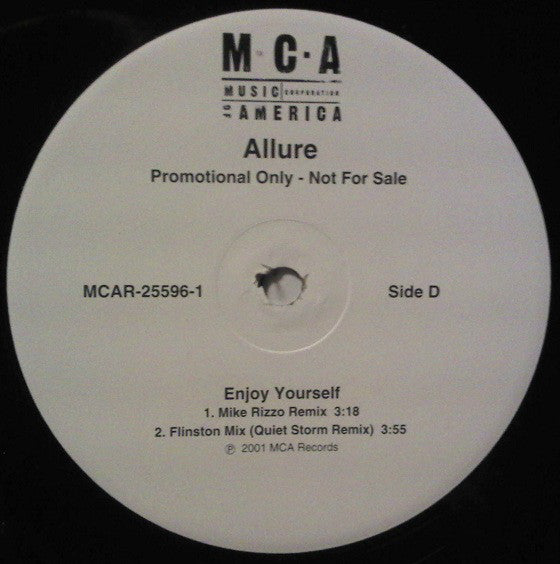 M·C·A
MUSIC CORPORATION
OF AMERICA
Allure
Promotional Only - Not For Sale
MCAR-25596-1
Side D
Enjoy Yourself
1. Mike Rizzo Remix 3:18
2. Flinston Mix (Quiet Storm Remix) 3:55
℗ 2001 MCA Records